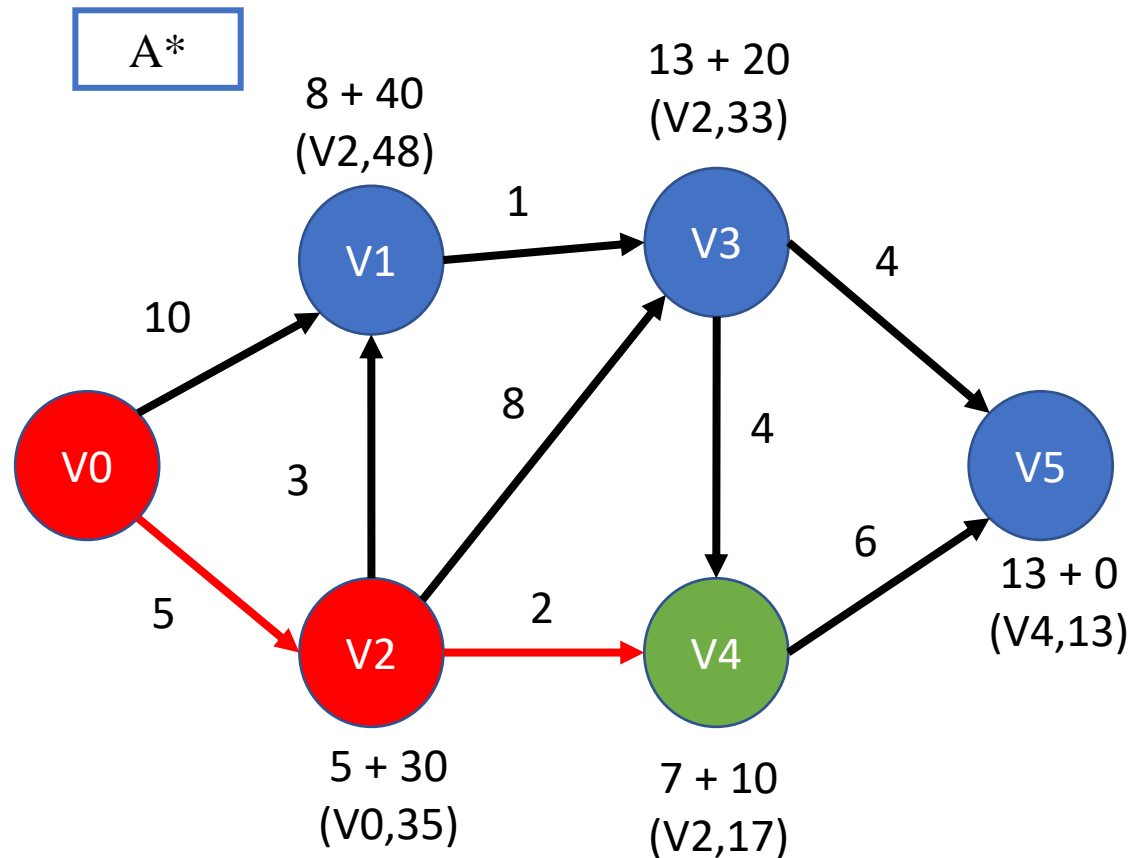 A*
8 + 40
(V2,48)
13 + 20
(V2,33)
1
V1
V3
4
10
8
4
V0
3
V5
6
5
2
13 + 0
(V4,13)
V2
V4
5 + 30
(V0,35)
7 + 10
(V2,17)